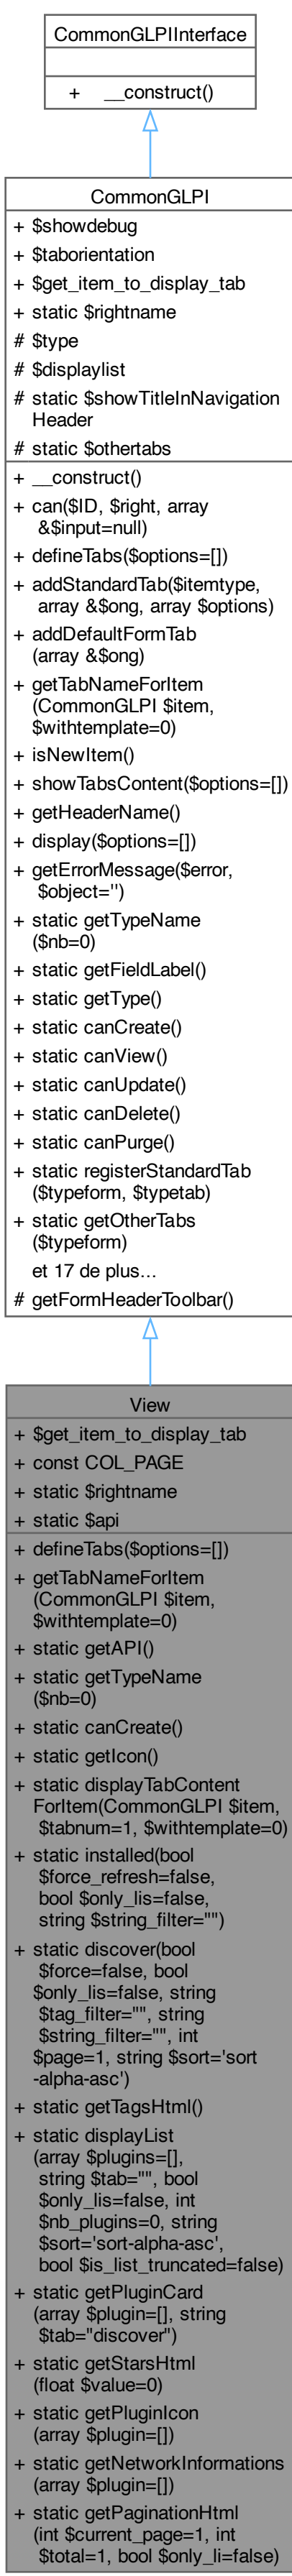 CommonGLPIInterface
+ __construct()
CommonGLPI
+ $showdebug
+ $taborientation
+ $get_item_to_display_tab
+ static $rightname
# $type
# $displaylist
# static $showTitleInNavigation
Header
# static $othertabs
+ __construct()
+ can($ID, $right, array
&$input=null)
+ defineTabs($options=[])
+ addStandardTab($itemtype,
array &$ong, array $options)
+ addDefaultFormTab
(array &$ong)
+ getTabNameForItem
(CommonGLPI $item,
$withtemplate=0)
+ isNewItem()
+ showTabsContent($options=[])
+ getHeaderName()
+ display($options=[])
+ getErrorMessage($error,
$object='')
+ static getTypeName
($nb=0)
+ static getFieldLabel()
+ static getType()
+ static canCreate()
+ static canView()
+ static canUpdate()
+ static canDelete()
+ static canPurge()
+ static registerStandardTab
($typeform, $typetab)
+ static getOtherTabs
($typeform)
et 17 de plus...
# getFormHeaderToolbar()
View
+ $get_item_to_display_tab
+ const COL_PAGE
+ static $rightname
+ static $api
+ defineTabs($options=[])
+ getTabNameForItem
(CommonGLPI $item,
$withtemplate=0)
+ static getAPI()
+ static getTypeName
($nb=0)
+ static canCreate()
+ static getIcon()
+ static displayTabContent
ForItem(CommonGLPI $item,
$tabnum=1, $withtemplate=0)
+ static installed(bool
$force_refresh=false,
bool $only_lis=false,
string $string_filter="")
+ static discover(bool
$force=false, bool
$only_lis=false, string
$tag_filter="", string
$string_filter="", int
$page=1, string $sort='sort
-alpha-asc')
+ static getTagsHtml()
+ static displayList
(array $plugins=[],
string $tab="", bool
$only_lis=false, int
$nb_plugins=0, string
$sort='sort-alpha-asc',
bool $is_list_truncated=false)
+ static getPluginCard
(array $plugin=[], string
$tab="discover")
+ static getStarsHtml
(float $value=0)
+ static getPluginIcon
(array $plugin=[])
+ static getNetworkInformations
(array $plugin=[])
+ static getPaginationHtml
(int $current_page=1, int
$total=1, bool $only_li=false)